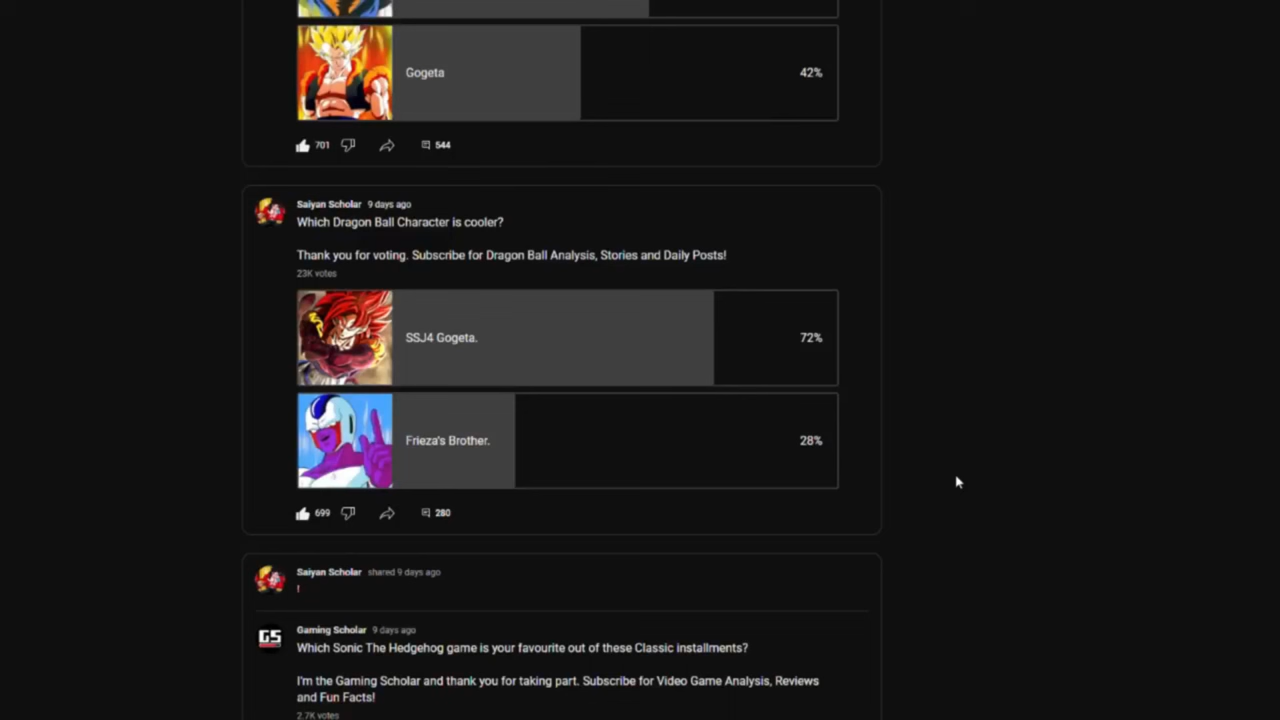 Gogeta
42%
701
544
Saiyan Scholar 9 days ago
Which Dragon Ball Character is cooler?
Thank you for voting. Subscribe for Dragon Ball Analysis, Stories and Daily Posts!
23K votes
SSJ4 Gogeta.
72%
Frieza's Brother.
28%
699
280
Saiyan Scholar shared 9 days ago
!
GS
Gaming Scholar 9 days ago
Which Sonic The Hedgehog game is your favourite out of these Classic installments?
I'm the Gaming Scholar and thank you for taking part. Subscribe for Video Game Analysis, Reviews
and Fun Facts!
2.7K votes